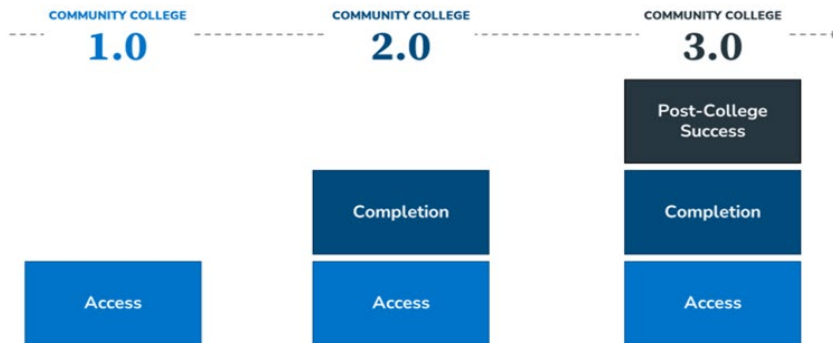 COMMUNITY COLLEGE
1.0
COMMUNITY COLLEGE
2.0
COMMUNITY COLLEGE
3.0
Post-College
Success
Completion
Completion
Access
Access
Access